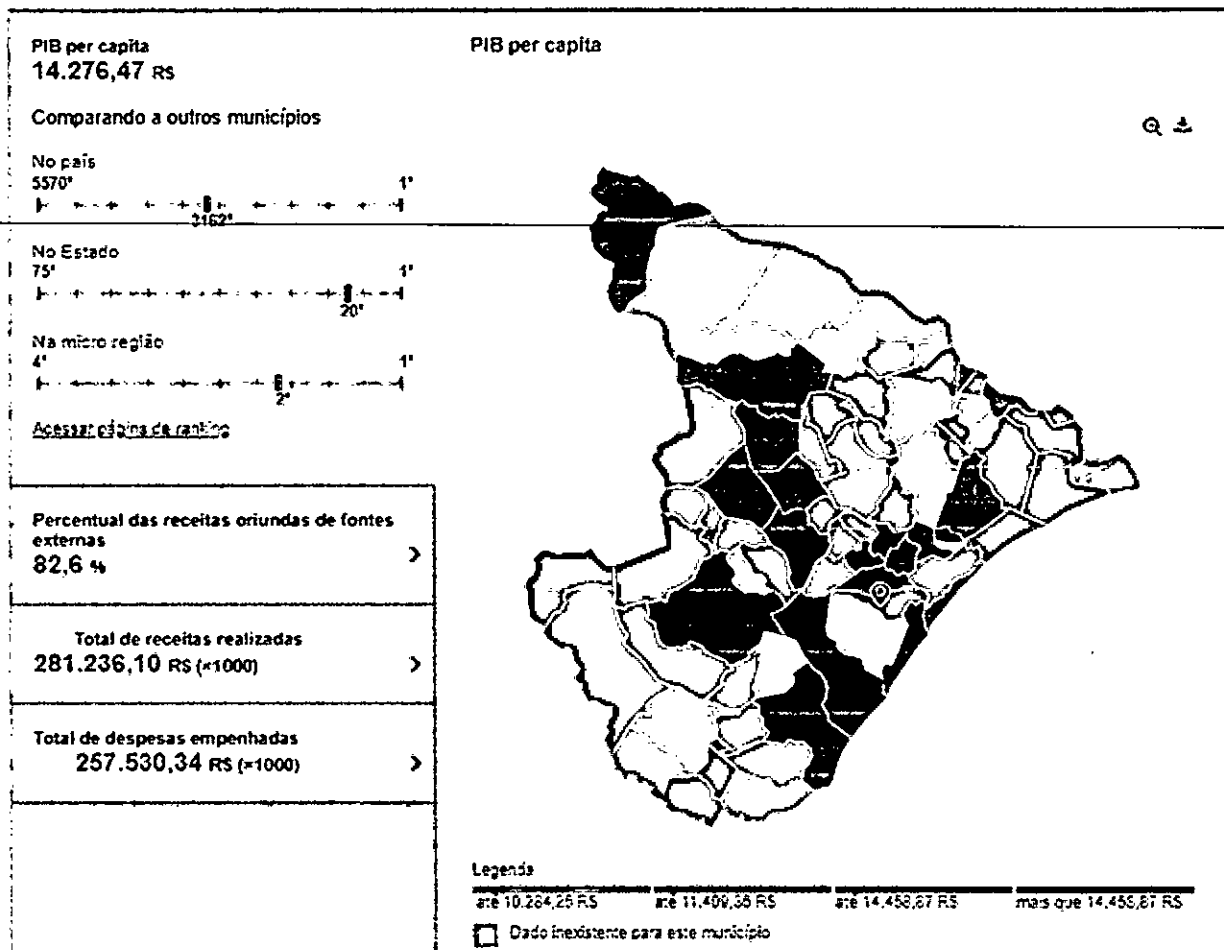 PIB per capita
14.276,47 R$
Comparando a outros municípios
No país
5570° 1°
3162°
No Estado
75° 1°
20°
Na micro região
4° 1°
2°
Acessar página de ranking
Percentual das receitas oriundas de fontes
externas
82,6 %
Total de receitas realizadas
281.236,10 R$ (×1000)
Total de despesas empenhadas
257.530,34 R$ (×1000)
PIB per capita
Legenda
até 10.284,25 R$ até 11.409,35 R$ até 14.458,87 R$ mais que 14.458,87 R$
Dado inexistente para este município